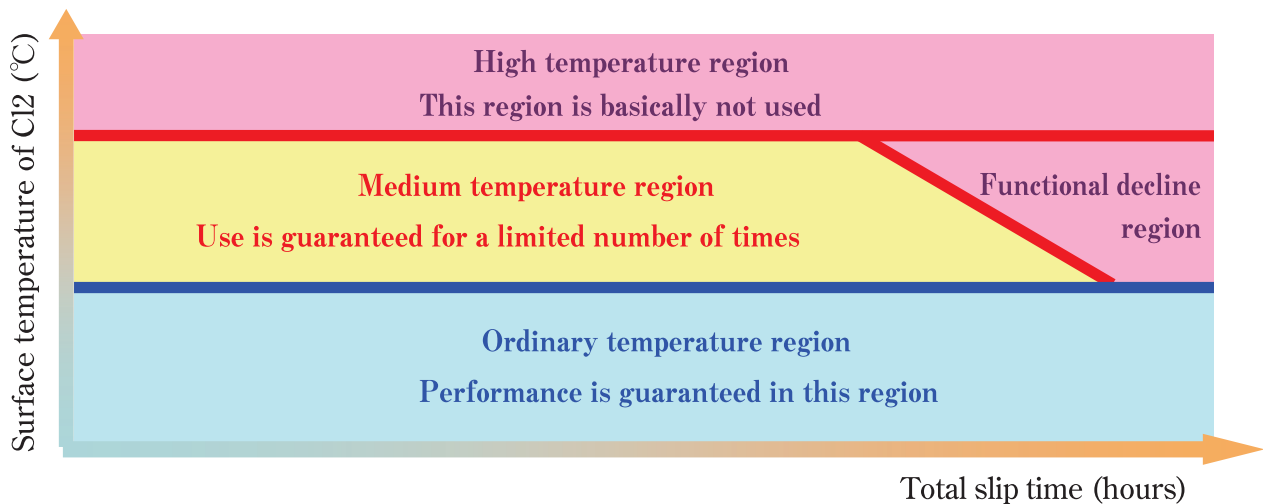 Surface temperature of Cl2 (℃)
High temperature region
This region is basically not used
Medium temperature region
Use is guaranteed for a limited number of times
Functional decline
region
Ordinary temperature region
Performance is guaranteed in this region
Total slip time (hours)